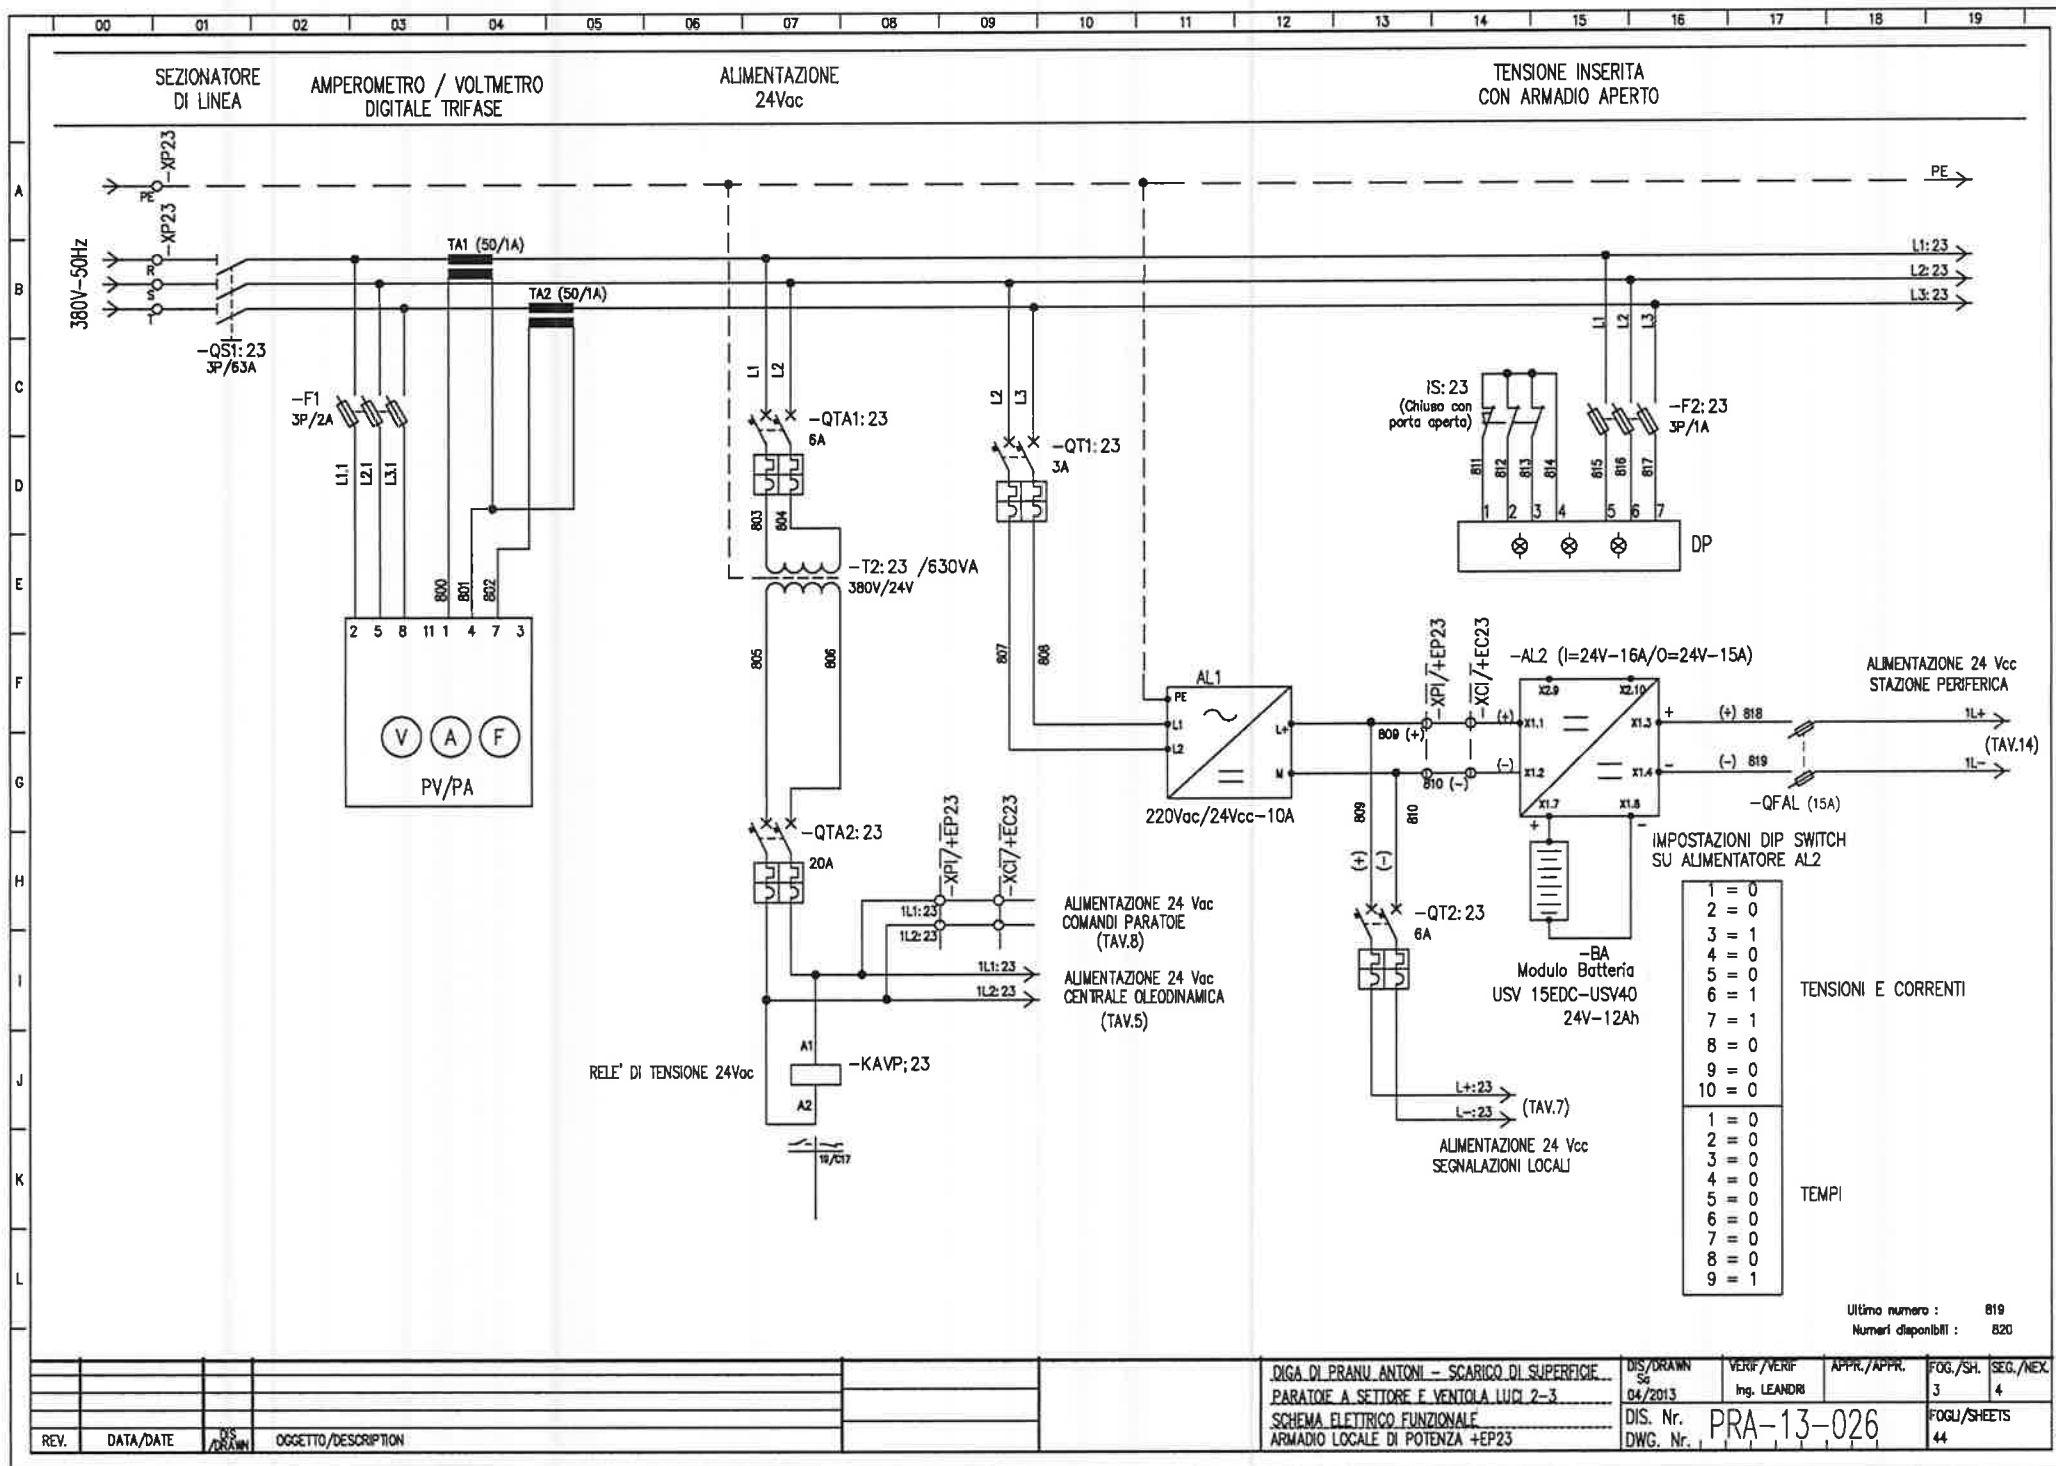 00 01 02 03 04 05 06 07 08 09 10 11 12 13 14 15 16 17 18 19
SEZIONATORE
DI LINEA
AMPEROMETRO / VOLTMETRO
DIGITALE TRIFASE
ALIMENTAZIONE
24Vac
TENSIONE INSERITA
CON ARMADIO APERTO
A
B
C
D
E
F
G
H
I
J
K
L
-XP23
PE
PE
-XP23
380V-50Hz
R
S
T
-QS1:23
3P/63A
TA1 (50/1A)
TA2 (50/1A)
L1:23
L2:23
L3:23
-F1
3P/2A
L1.1
L2.1
L3.1
800
801
802
2 5 8 11 1 4 7 3
V A F
PV/PA
L1
L2
-QTA1:23
6A
803
804
-T2:23 /630VA
380V/24V
805
806
-QTA2:23
20A
L2
L3
-QT1:23
3A
807
808
-XPI/+EP23
-XCI/+EC23
1L1:23
1L2:23
ALIMENTAZIONE 24 Vac
COMANDI PARATOIE
(TAV.8)
1L1:23
1L2:23
ALIMENTAZIONE 24 Vac
CENTRALE OLEODINAMICA
(TAV.5)
RELE' DI TENSIONE 24Vac
A1
A2
-KAVP;23
19/C17
AL1
PE
L1
L2
L+
M
220Vac/24Vcc-10A
IS:23
(Chiuso con
porta aperta)
811
812
813
814
L1
L2
L3
-F2:23
3P/1A
815
816
817
1 2 3 4 5 6 7
DP
809 (+)
810 (-)
-XPI/+EP23
-XCI/+EC23
(+)
(-)
-AL2 (I=24V-16A/O=24V-15A)
X2.9 X2.10
X1.1 X1.3
X1.2 X1.4
X1.7 X1.8
+
-
+
-
(+) 818
(-) 819
-QFAL (15A)
ALIMENTAZIONE 24 Vcc
STAZIONE PERIFERICA
1L+
(TAV.14)
1L-
809
810
(+)
(-)
-QT2:23
6A
-BA
Modulo Batteria
USV 15EDC-USV40
24V-12Ah
L+:23
L-:23
(TAV.7)
ALIMENTAZIONE 24 Vcc
SEGNALAZIONI LOCALI
IMPOSTAZIONI DIP SWITCH
SU ALIMENTATORE AL2
1 = 0
2 = 0
3 = 1
4 = 0
5 = 0
6 = 1
7 = 1
8 = 0
9 = 0
10 = 0
TENSIONI E CORRENTI
1 = 0
2 = 0
3 = 0
4 = 0
5 = 0
6 = 0
7 = 0
8 = 0
9 = 1
TEMPI
Ultimo numero : 819
Numeri disponibili : 820
REV. DATA/DATE DIS/DRAWN OGGETTO/DESCRIPTION
DIGA DI PRANU ANTONI - SCARICO DI SUPERFICIE
PARATOIE A SETTORE E VENTOLA LUCI 2-3
SCHEMA ELETTRICO FUNZIONALE
ARMADIO LOCALE DI POTENZA +EP23
DIS/DRAWN
Sa
04/2013
VERIF/VERIF
Ing. LEANDRI
APPR./APPR.
FOG./SH.
3
SEG./NEX.
4
DIS. Nr.
DWG. Nr.
PRA-13-026
FOGLI/SHEETS
44